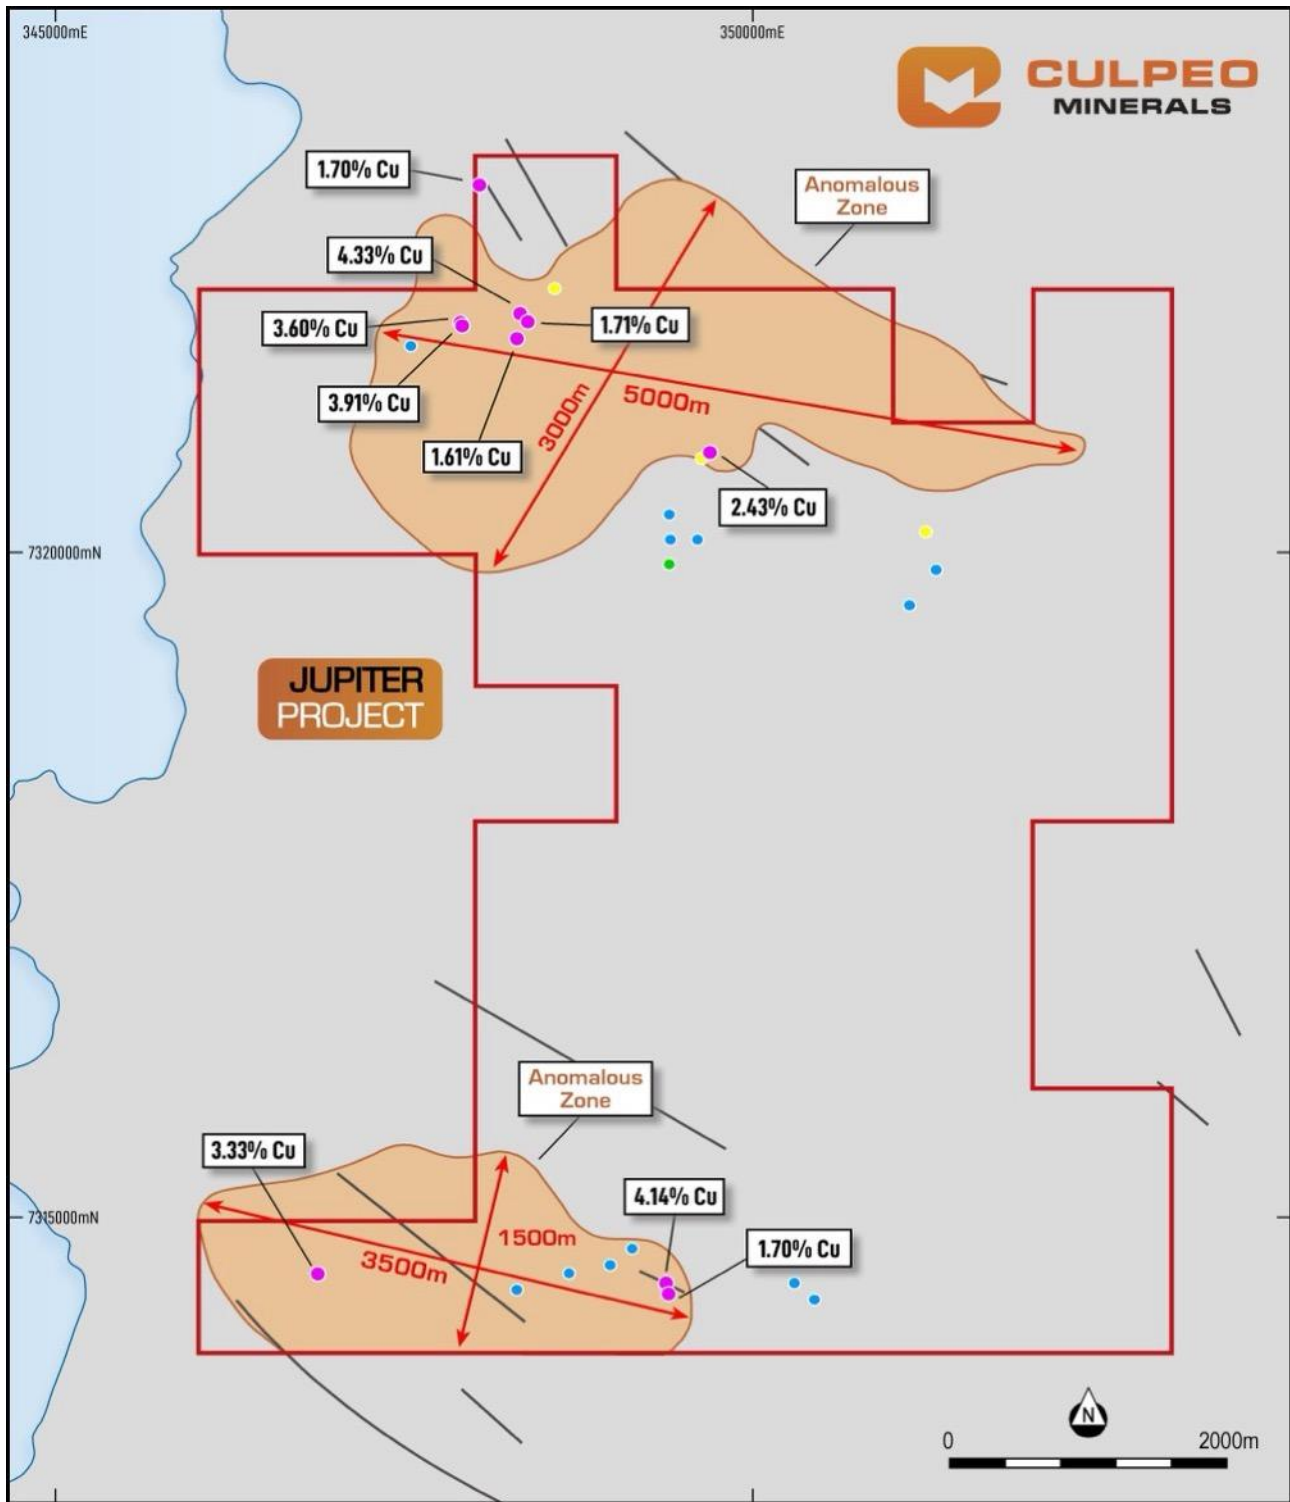 345000mE
350000mE
CULPEO
MINERALS
1.70% Cu
Anomalous
Zone
4.33% Cu
3.60% Cu
1.71% Cu
3.91% Cu
5000m
3000m
1.61% Cu
2.43% Cu
7320000mN
JUPITER
PROJECT
Anomalous
Zone
3.33% Cu
4.14% Cu
7315000mN
1500m
1.70% Cu
3500m
N
0
2000m